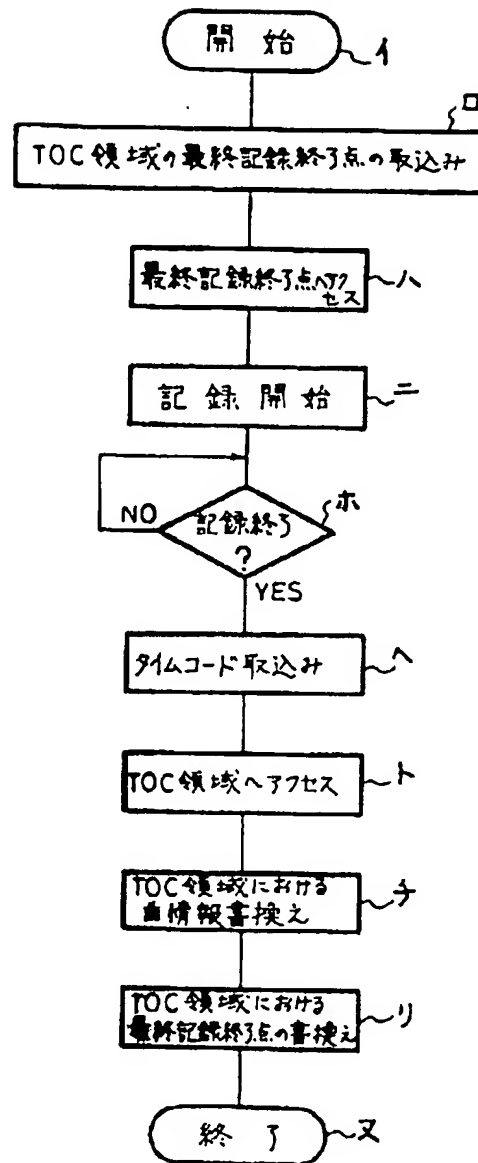 開始
イ
ロ
TOC領域の最終記録終了点の取込み
最終記録終了点へアク
セス
ハ
記録開始
ニ
NO
記録終了
?
ホ
YES
タイムコード取込み
ヘ
TOC領域へアクセス
ト
TOC領域における
曲情報書換え
チ
TOC領域における
最終記録終了点の書換え
リ
終了
ヌ